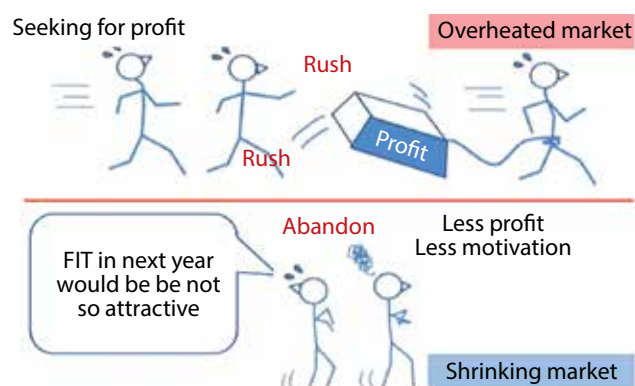 Seeking for profit
Overheated market
Rush
Profit
Rush
Abandon
Less profit
Less motivation
FIT in next year
would be be not
so attractive
Shrinking market